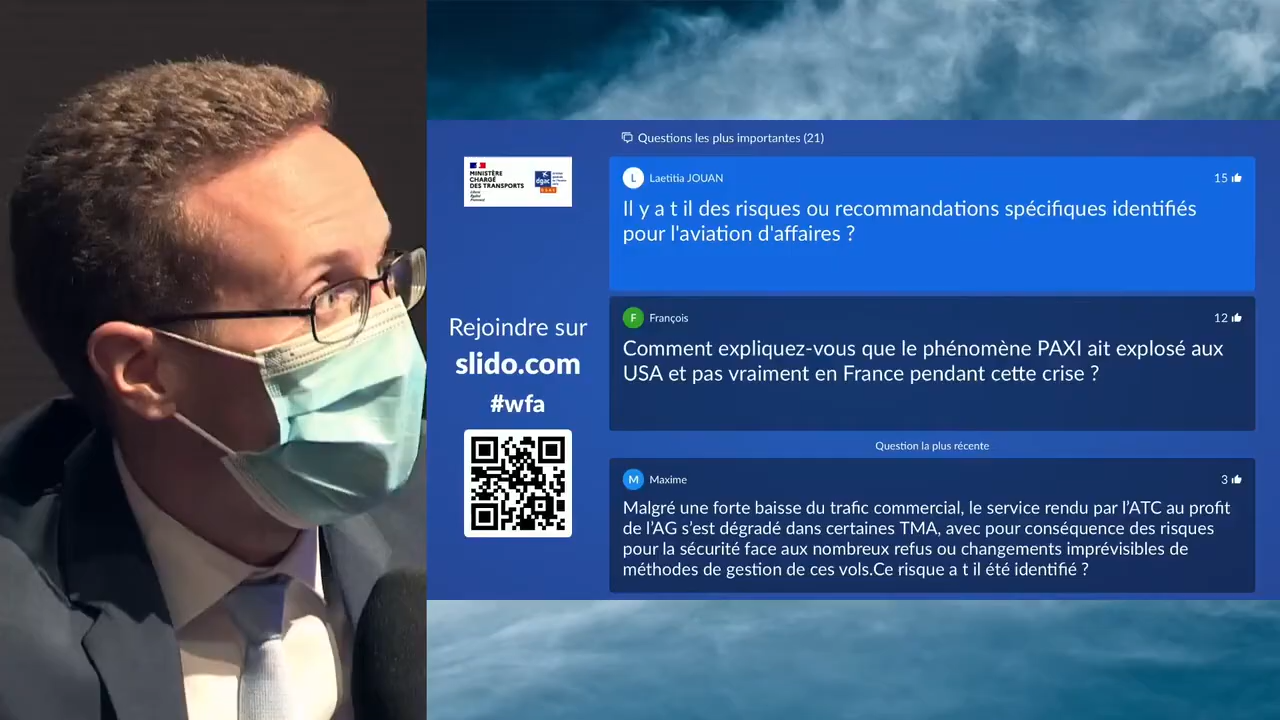 Questions les plus importantes (21)
MINISTÈRE
CHARGÉ
DES TRANSPORTS
Liberté
Égalité
Fraternité
dgac
L
Laetitia JOUAN
15
Il y a t il des risques ou recommandations spécifiques identifiés
pour l'aviation d'affaires ?
F
François
12
Comment expliquez-vous que le phénomène PAXI ait explosé aux
USA et pas vraiment en France pendant cette crise ?
Rejoindre sur
slido.com
#wfa
Question la plus récente
M
Maxime
3
Malgré une forte baisse du trafic commercial, le service rendu par l’ATC au profit
de l’AG s’est dégradé dans certaines TMA, avec pour conséquence des risques
pour la sécurité face aux nombreux refus ou changements imprévisibles de
méthodes de gestion de ces vols.Ce risque a t il été identifié ?